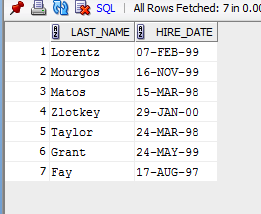 SQL | All Rows Fetched: 7 in 0.00
LAST_NAME HIRE_DATE
1 Lorentz 07-FEB-99
2 Mourgos 16-NOV-99
3 Matos 15-MAR-98
4 Zlotkey 29-JAN-00
5 Taylor 24-MAR-98
6 Grant 24-MAY-99
7 Fay 17-AUG-97